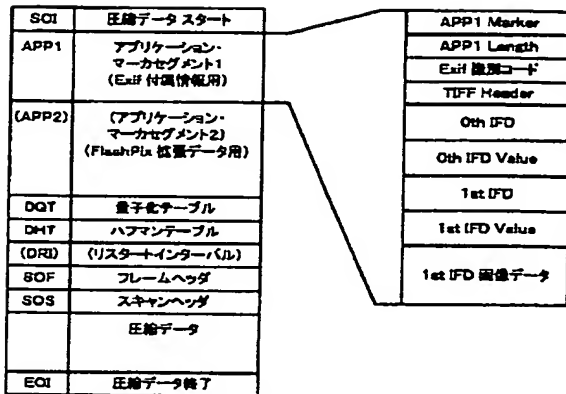 SOI 圧縮データ スタート
APP1 アプリケーション・
マーカセグメント1
(Exif 付属情報用)
(APP2) (アプリケーション・
マーカセグメント2)
(FlashPix 拡張データ用)
DQT 量子化テーブル
DHT ハフマンテーブル
(DRI) (リスタートインターバル)
SOF フレームヘッダ
SOS スキャンヘッダ
圧縮データ
EOI 圧縮データ終了
APP1 Marker
APP1 Length
Exif 識別コード
TIFF Header
0th IFD
0th IFD Value
1st IFD
1st IFD Value
1st IFD 画像データ